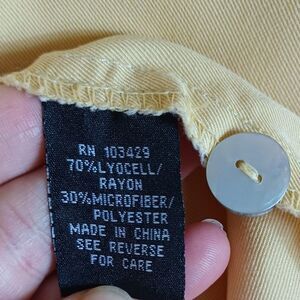 RN 103429
70%LYOCELL/
RAYON
30%MICROFIBER/
POLYESTER
MADE IN CHINA
SEE REVERSE
FOR CARE